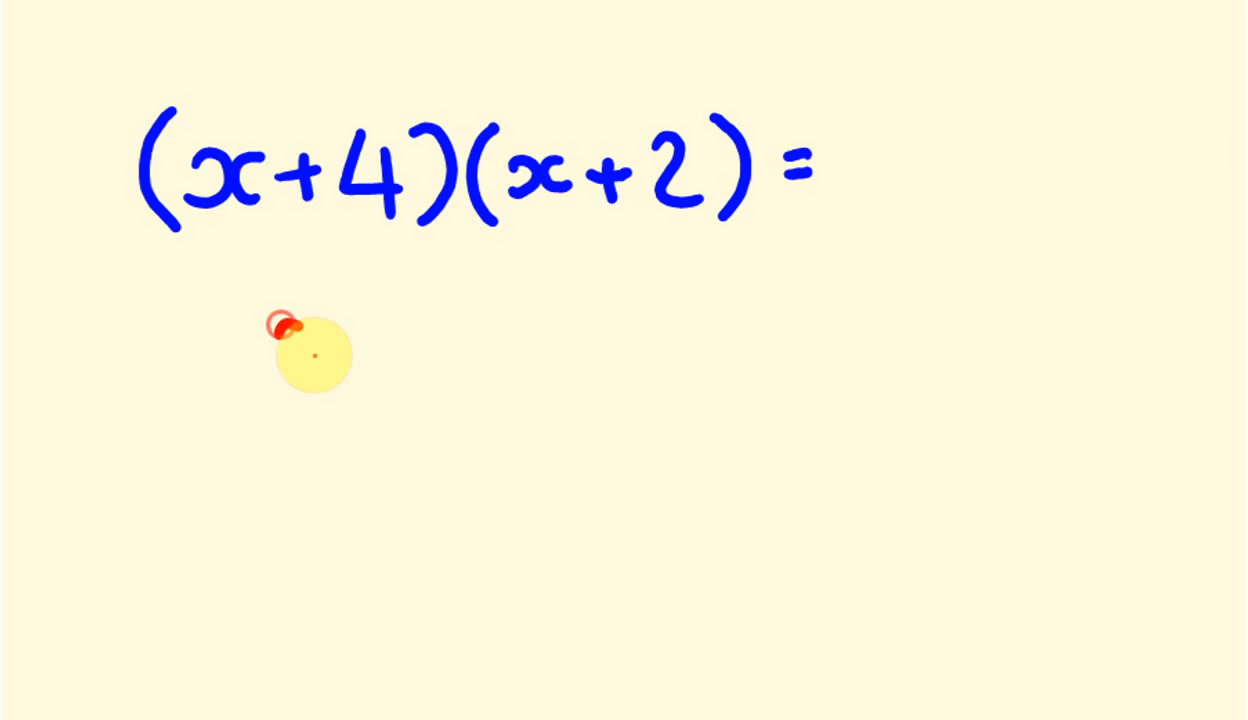 (x+4)(x+2) =